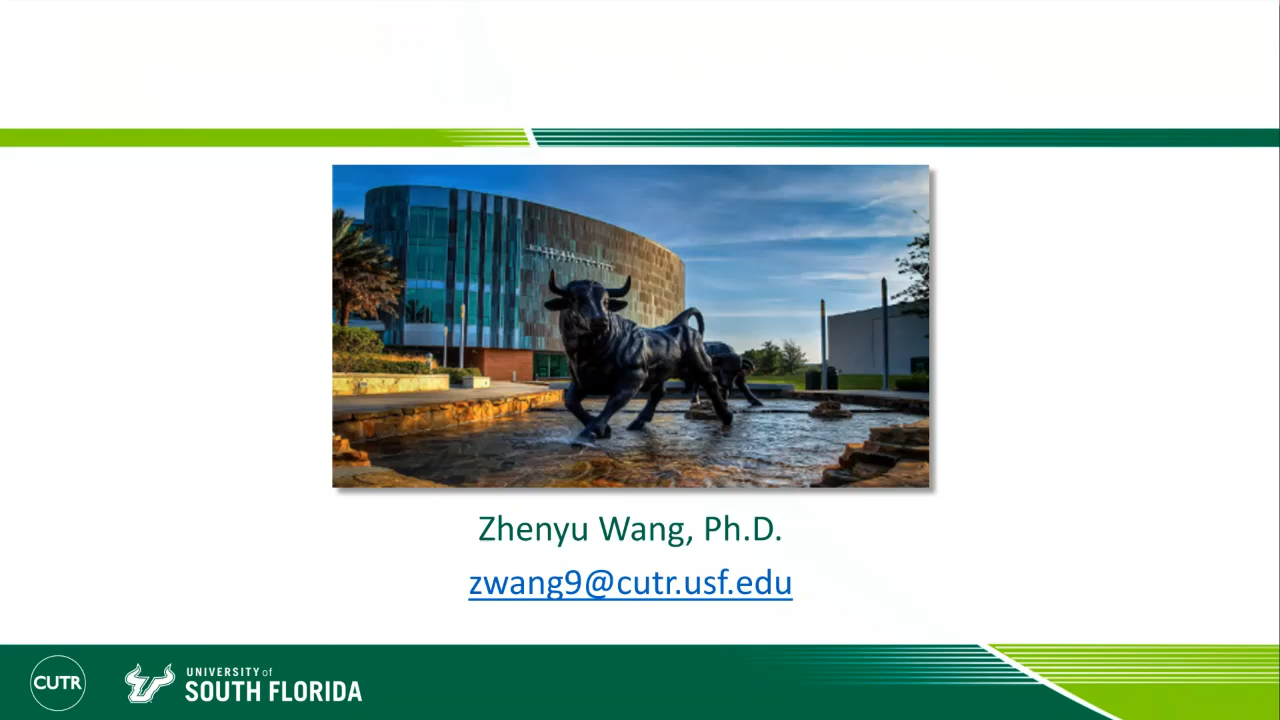 Zhenyu Wang, Ph.D.
zwang9@cutr.usf.edu
CUTR
UNIVERSITY of
SOUTH FLORIDA